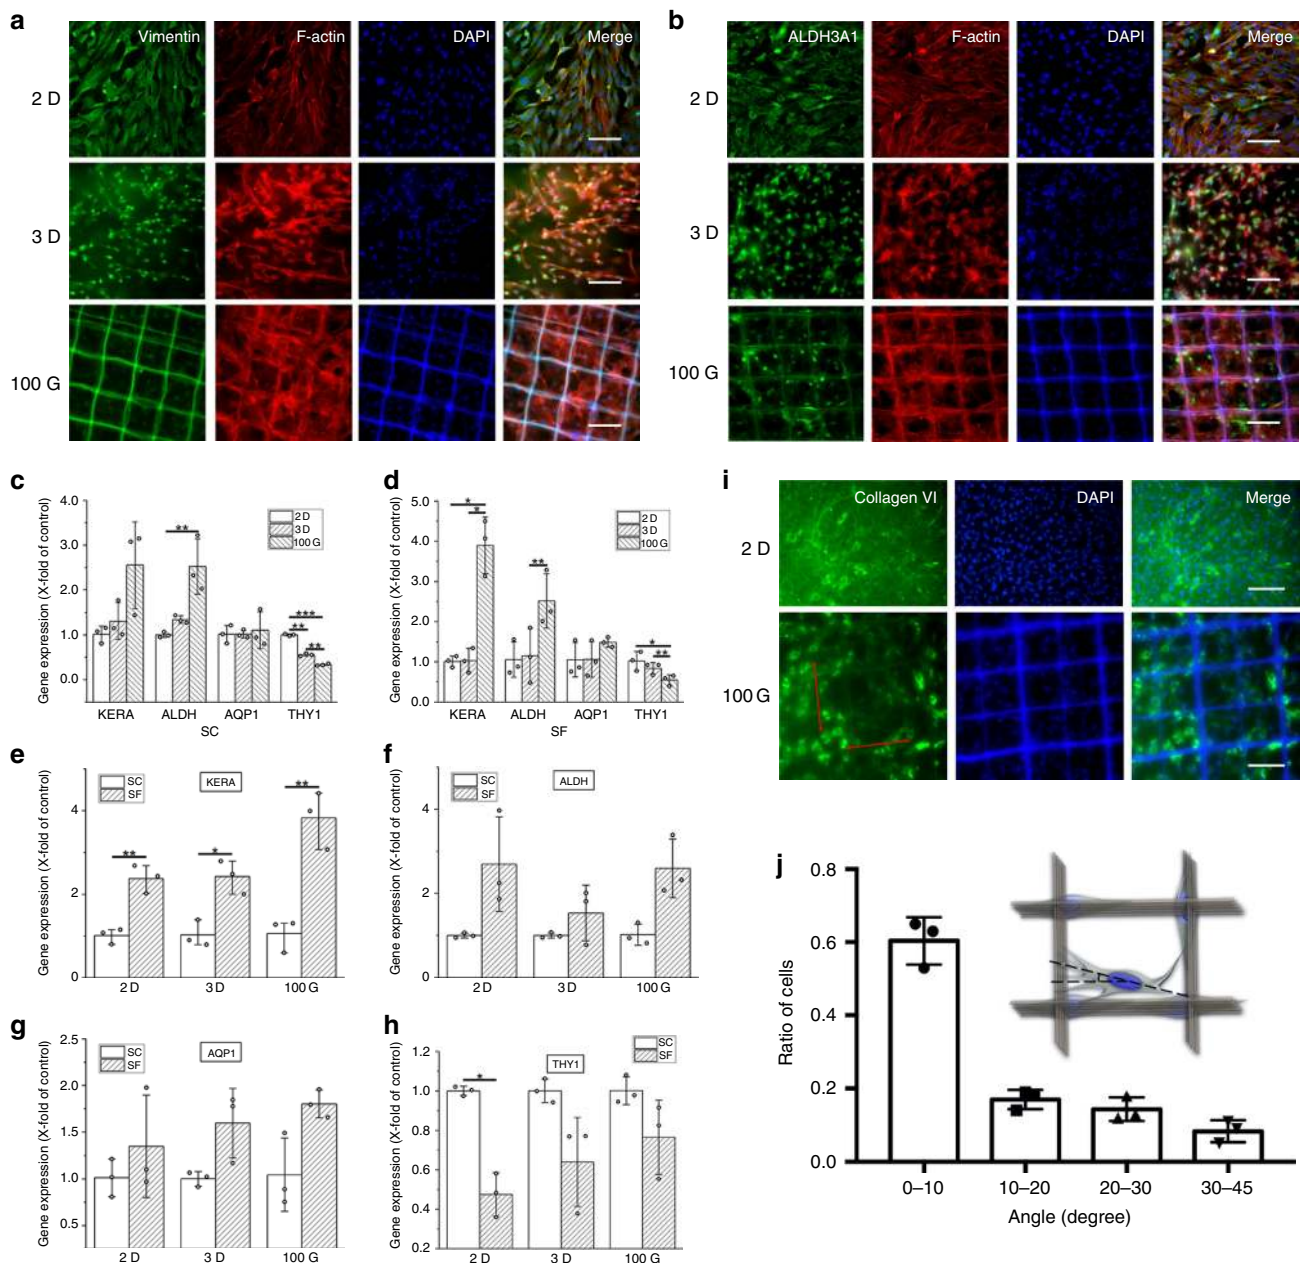 a
Vimentin
F-actin
DAPI
Merge
2 D
3 D
100 G
b
ALDH3A1
F-actin
DAPI
Merge
2 D
3 D
100 G
c
Gene expression (X-fold of control)
4.0
3.0
2.0
1.0
0.0
2 D
3 D
100 G
**
***
**
**
KERA
ALDH
AQP1
THY1
SC
d
Gene expression (X-fold of control)
5.0
4.0
3.0
2.0
1.0
0.0
2 D
3 D
100 G
*
*
**
*
**
KERA
ALDH
AQP1
THY1
SF
i
Collagen VI
DAPI
Merge
2 D
100 G
e
Gene expression (X-fold of control)
4
2
0
SC
SF
KERA
**
*
**
2 D
3 D
100 G
f
Gene expression (X-fold of control)
4
2
0
SC
SF
ALDH
2 D
3 D
100 G
g
Gene expression (X-fold of control)
2.5
2.0
1.5
1.0
0.5
SC
SF
AQP1
2 D
3 D
100 G
h
Gene expression (X-fold of control)
1.2
1.0
0.8
0.6
0.4
0.2
SC
SF
THY1
*
2 D
3 D
100 G
j
Ratio of cells
0.8
0.6
0.4
0.2
0.0
0–10
10–20
20–30
30–45
Angle (degree)